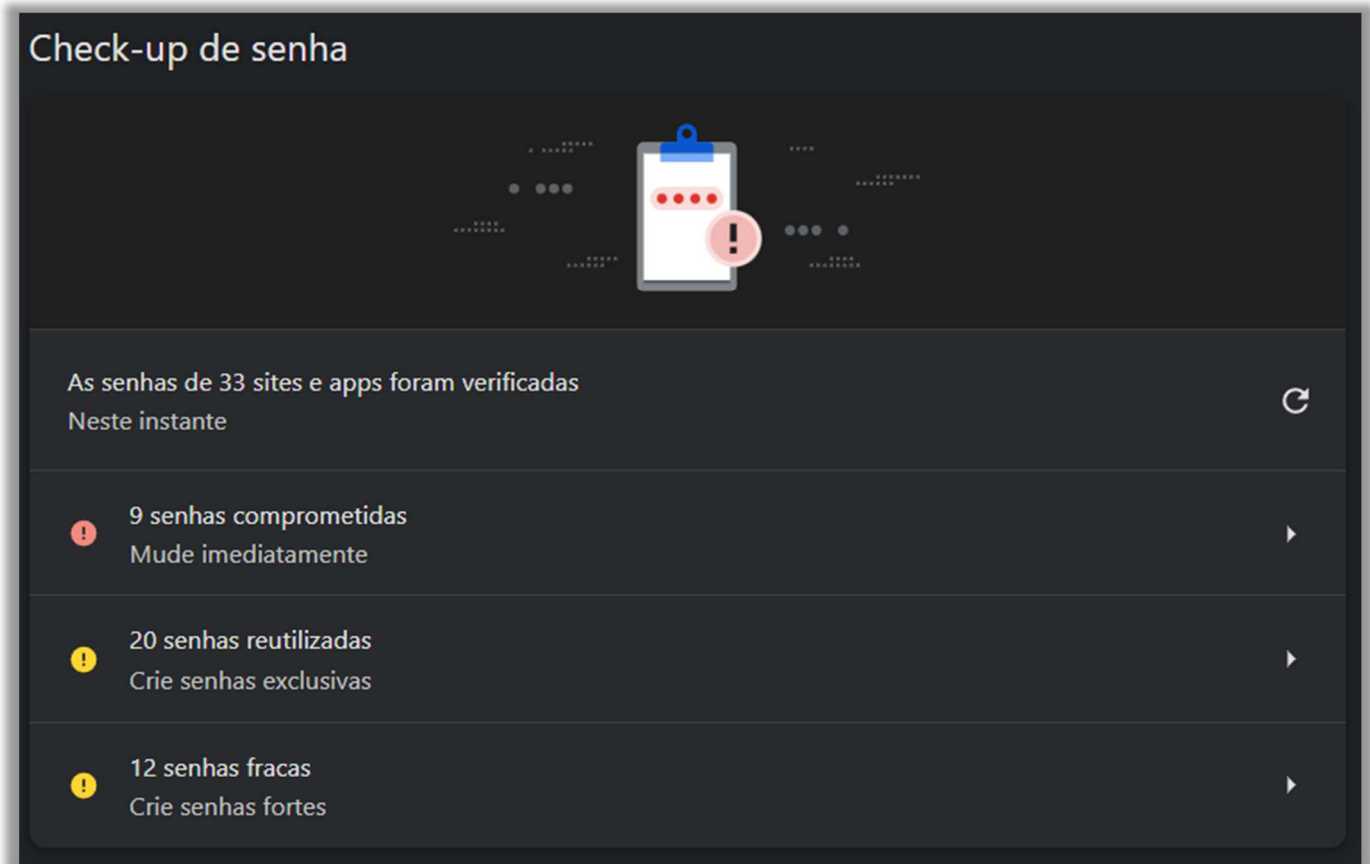 Check-up de senha
As senhas de 33 sites e apps foram verificadas
Neste instante
9 senhas comprometidas
Mude imediatamente
20 senhas reutilizadas
Crie senhas exclusivas
12 senhas fracas
Crie senhas fortes